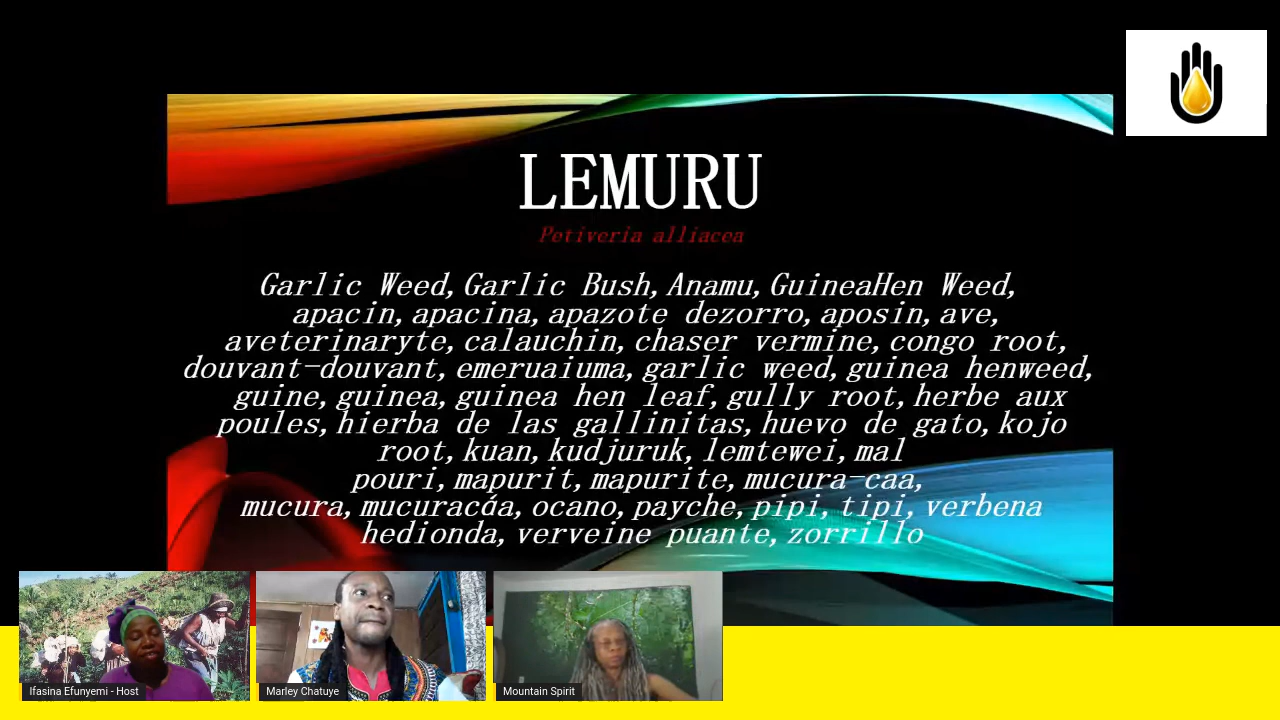 LEMURU
Petiveria alliacea
Garlic Weed, Garlic Bush, Anamu, GuineaHen Weed,
apacin, apacina, apazote dezorro, aposin, ave,
aveterinaryte, calauchin, chaser vermine, congo root,
douvant-douvant, emeruaiuma, garlic weed, guinea henweed,
guine, guinea, guinea hen leaf, gully root, herbe aux
poules, hierba de las gallinitas, huevo de gato, kojo
root, kuan, kudjuruk, lemtewei, mal
pouri, mapurit, mapurite, mucura-caa,
mucura, mucuracáa, ocano, payche, pipi, tipi, verbena
hedionda, verveine puante, zorrillo
Ifasina Efunyemi - Host
Marley Chatuye
Mountain Spirit